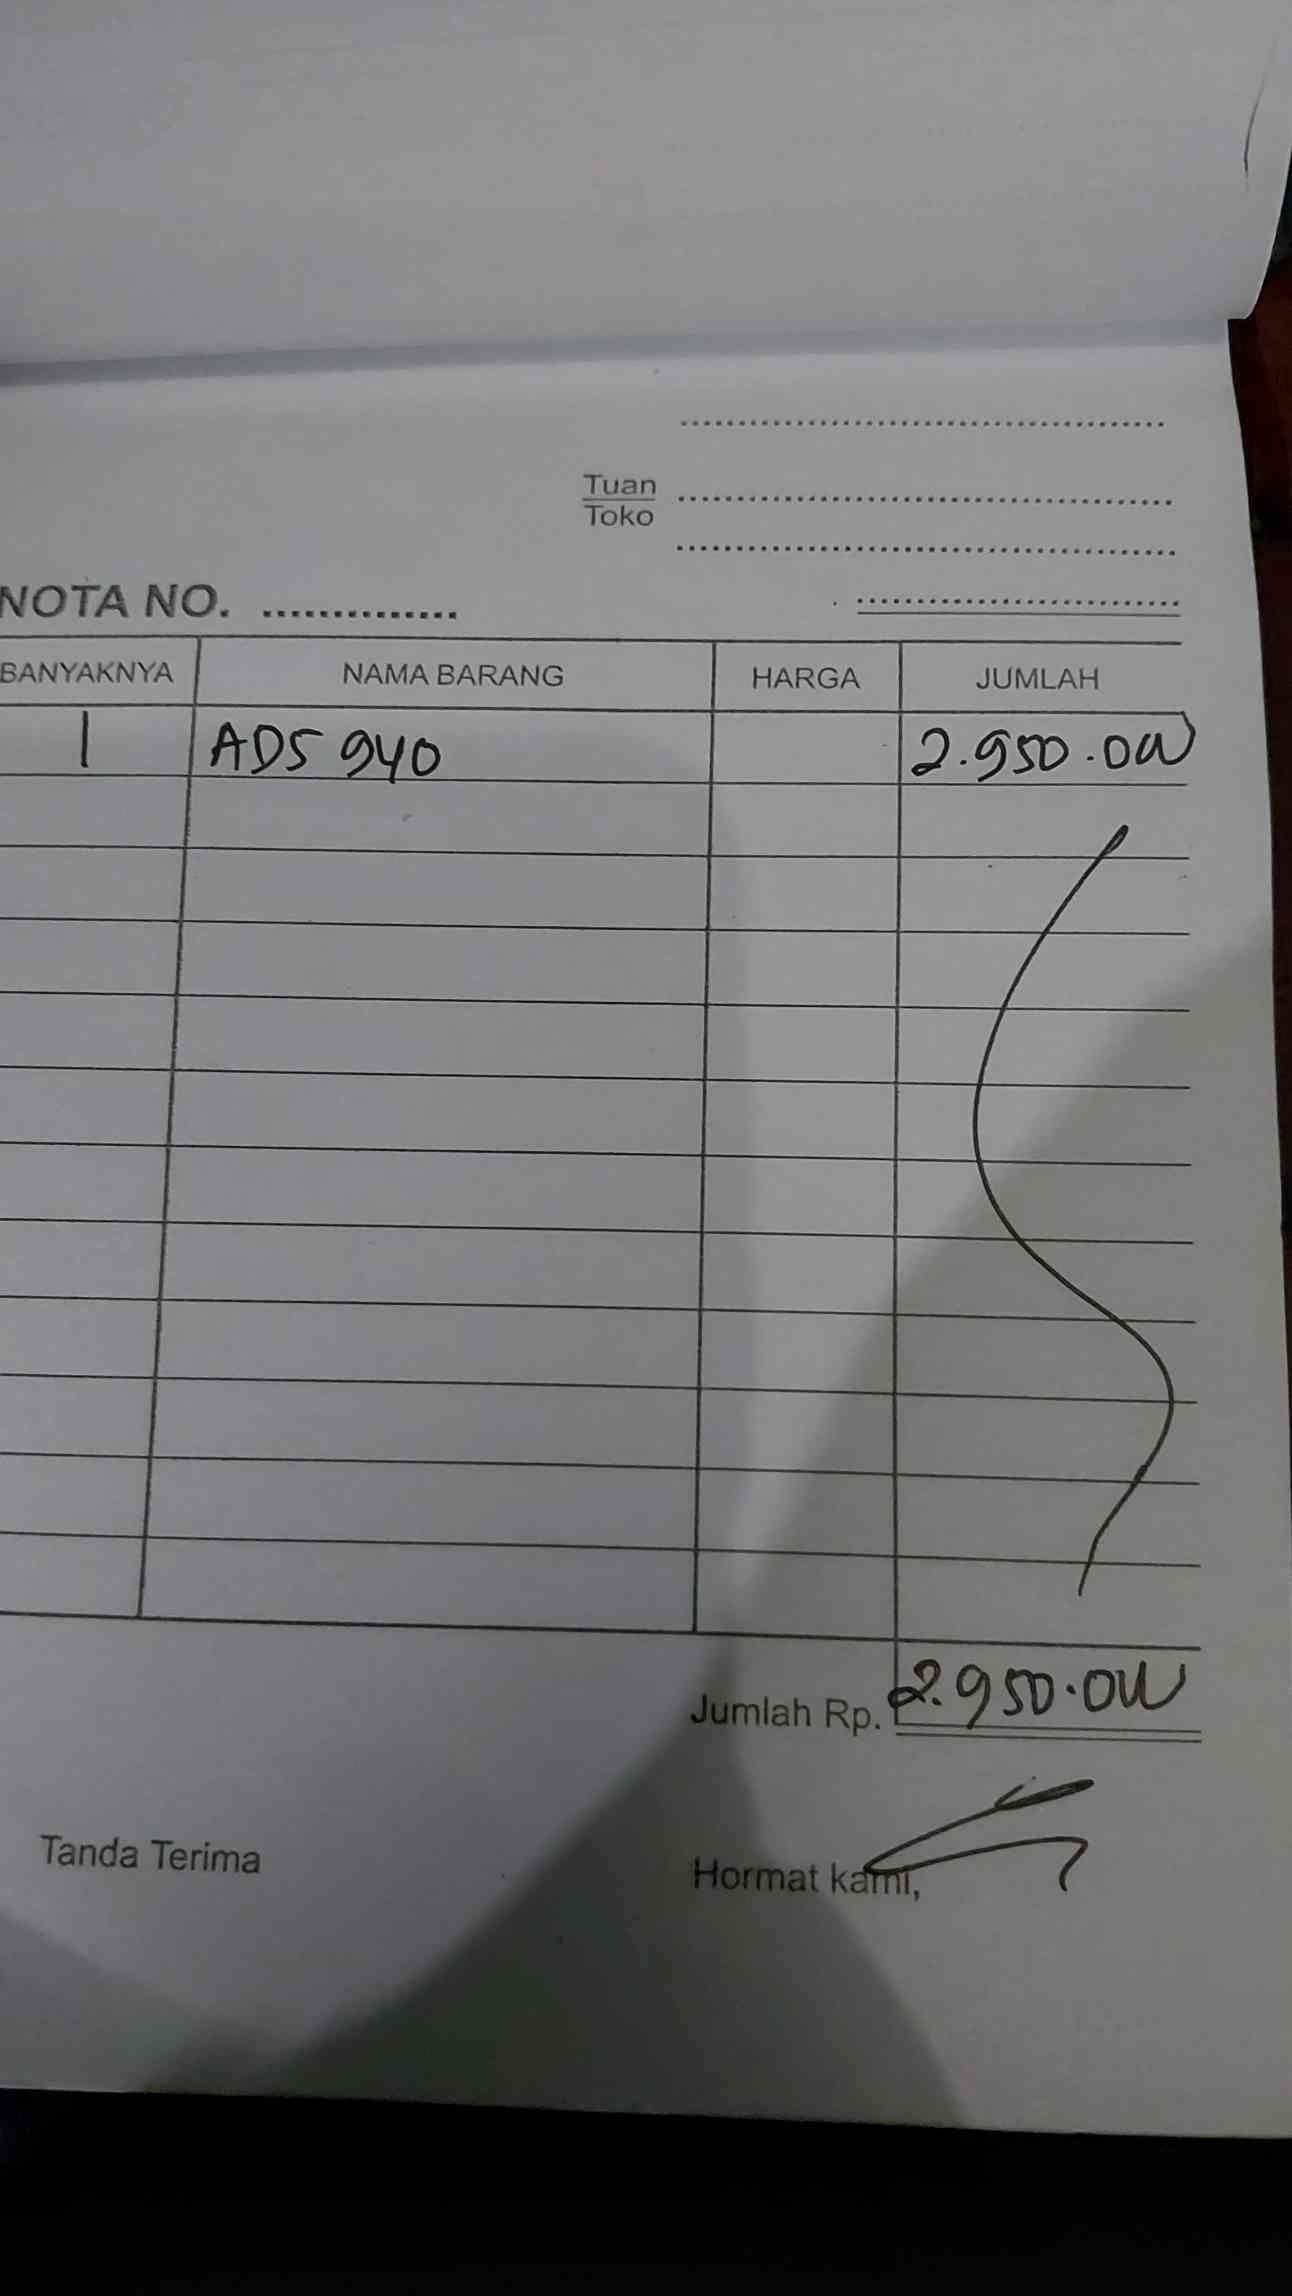 Tuan
Toko
NOTA NO.
BANYAKNYA NAMA BARANG HARGA JUMLAH
1 ADS 940 2.950.000
Jumlah Rp. 2.950.000
Tanda Terima Hormat kami,